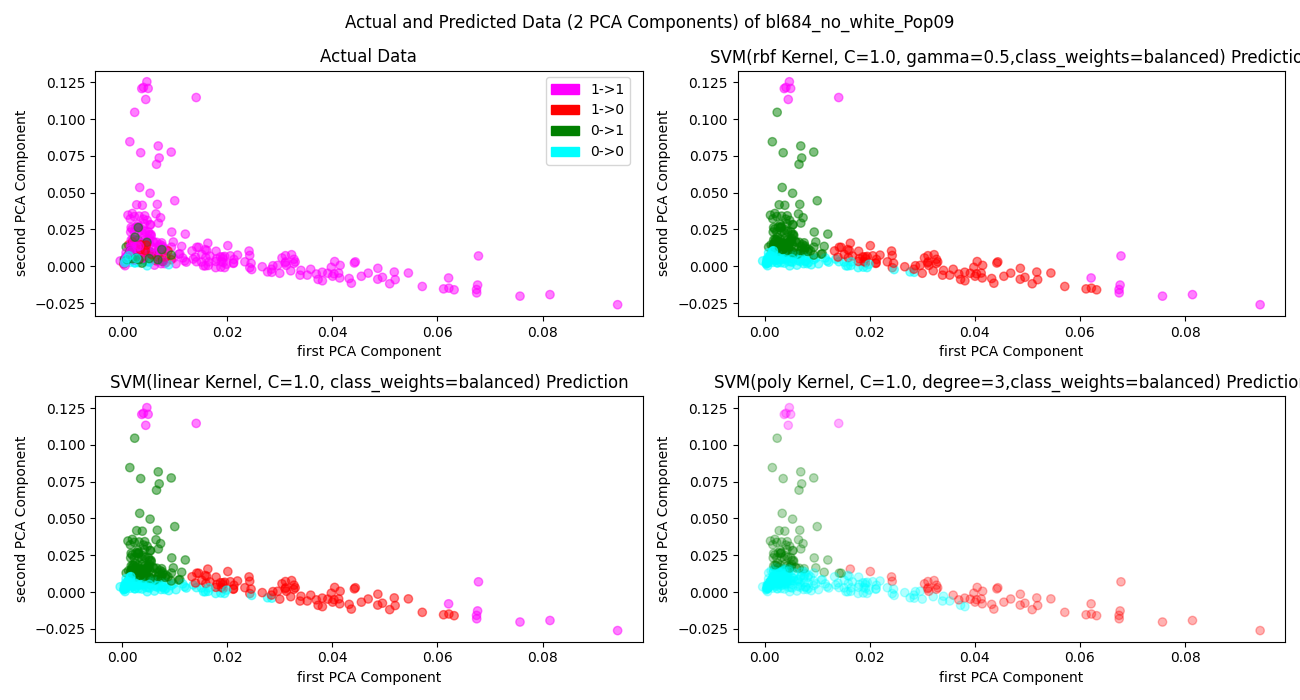 Actual and Predicted Data (2 PCA Components) of bl684_no_white_Pop09
Actual Data
0.125
0.100
0.075
0.050
0.025
0.000
−0.025
second PCA Component
1->1
1->0
0->1
0->0
0.00 0.02 0.04 0.06 0.08
first PCA Component
SVM(rbf Kernel, C=1.0, gamma=0.5,class_weights=balanced) Predictio
0.125
0.100
0.075
0.050
0.025
0.000
−0.025
second PCA Component
0.00 0.02 0.04 0.06 0.08
first PCA Component
SVM(linear Kernel, C=1.0, class_weights=balanced) Prediction
0.125
0.100
0.075
0.050
0.025
0.000
−0.025
second PCA Component
0.00 0.02 0.04 0.06 0.08
first PCA Component
SVM(poly Kernel, C=1.0, degree=3,class_weights=balanced) Prediction
0.125
0.100
0.075
0.050
0.025
0.000
−0.025
second PCA Component
0.00 0.02 0.04 0.06 0.08
first PCA Component